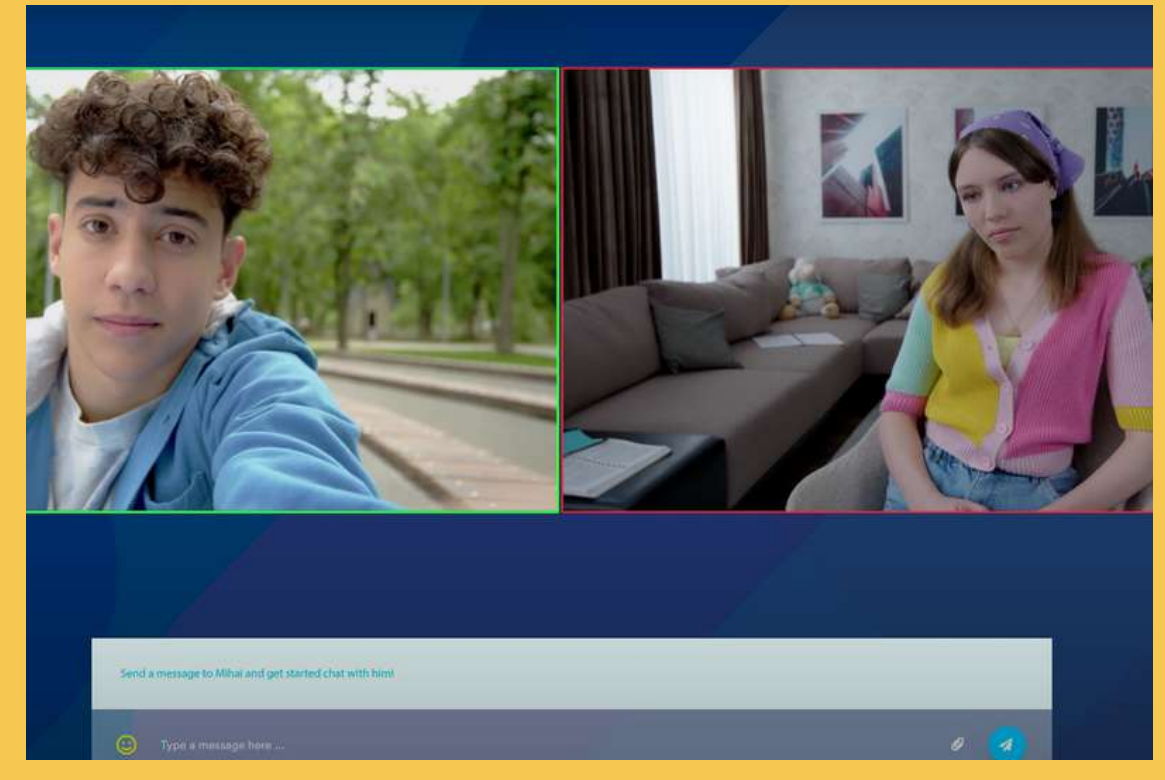 Send a message to Mihai and get started chat with him!
Type a message here ...